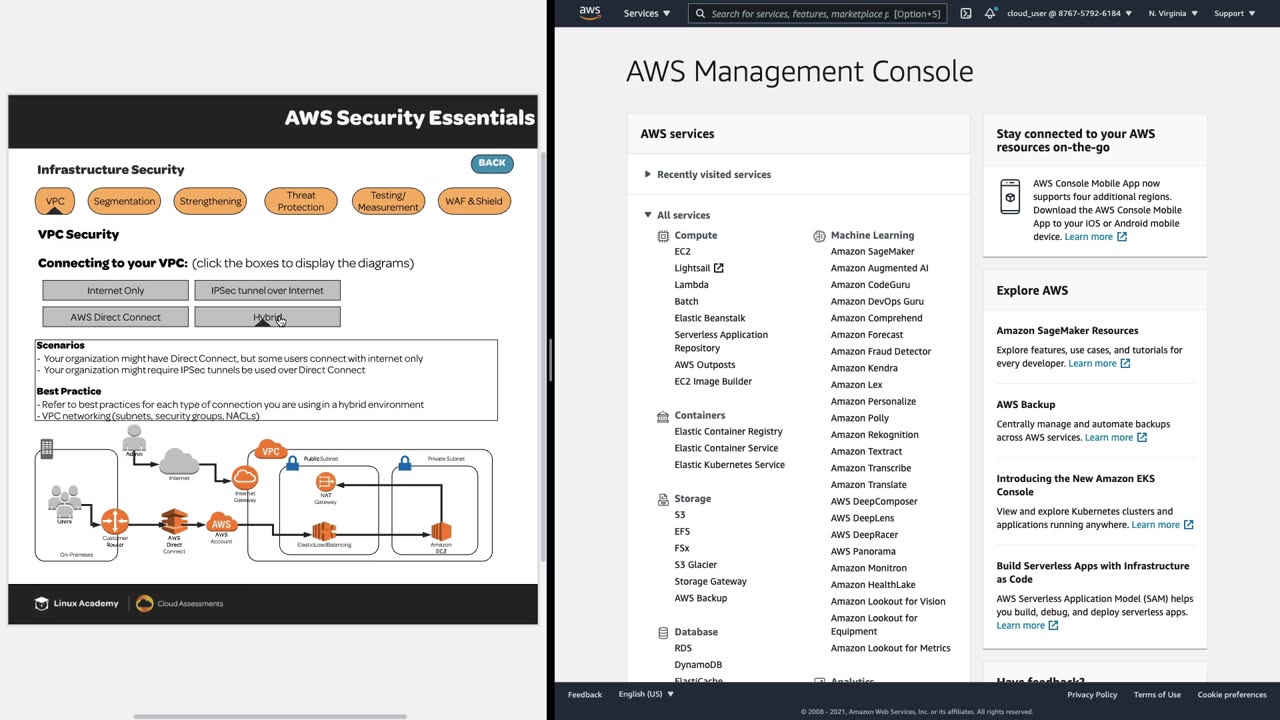 AWS Security Essentials
Infrastructure Security
BACK
VPC
Segmentation
Strengthening
Threat
Protection
Testing/
Measurement
WAF & Shield
VPC Security
Connecting to your VPC: (click the boxes to display the diagrams)
Internet Only
IPSec tunnel over Internet
AWS Direct Connect
Hybrid
Scenarios
- Your organization might have Direct Connect, but some users connect with internet only
- Your organization might require IPSec tunnels be used over Direct Connect
Best Practice
- Refer to best practices for each type of connection you are using in a hybrid environment
- VPC networking (subnets, security groups, NACLs)
Admin
Internet
Internet
Gateway
VPC
Public Subnet
Private Subnet
NAT
Gateway
Users
Customer
Router
AWS
Direct
Connect
AWS
AWS
Account
ElasticLoadBalancing
Amazon
EC2
On-Premises
Linux Academy
Cloud Assessments
aws
Services
Search for services, features, marketplace p [Option+S]
cloud_user @ 8767-5792-6184
N. Virginia
Support
AWS Management Console
AWS services
Recently visited services
All services
Compute
EC2
Lightsail
Lambda
Batch
Elastic Beanstalk
Serverless Application
Repository
AWS Outposts
EC2 Image Builder
Containers
Elastic Container Registry
Elastic Container Service
Elastic Kubernetes Service
Storage
S3
EFS
FSx
S3 Glacier
Storage Gateway
AWS Backup
Database
RDS
DynamoDB
ElastiCache
Machine Learning
Amazon SageMaker
Amazon Augmented AI
Amazon CodeGuru
Amazon DevOps Guru
Amazon Comprehend
Amazon Forecast
Amazon Fraud Detector
Amazon Kendra
Amazon Lex
Amazon Personalize
Amazon Polly
Amazon Rekognition
Amazon Textract
Amazon Transcribe
Amazon Translate
AWS DeepComposer
AWS DeepLens
AWS DeepRacer
AWS Panorama
Amazon Monitron
Amazon HealthLake
Amazon Lookout for Vision
Amazon Lookout for
Equipment
Amazon Lookout for Metrics
Analytics
Stay connected to your AWS
resources on-the-go
AWS Console Mobile App now
supports four additional regions.
Download the AWS Console Mobile
App to your iOS or Android mobile
device. Learn more
Explore AWS
Amazon SageMaker Resources
Explore features, use cases, and tutorials for
every developer. Learn more
AWS Backup
Centrally manage and automate backups
across AWS services. Learn more
Introducing the New Amazon EKS
Console
View and explore Kubernetes clusters and
applications running anywhere. Learn more
Build Serverless Apps with Infrastructure
as Code
AWS Serverless Application Model (SAM) helps
you build, debug, and deploy serverless apps.
Learn more
Have feedback?
Feedback
English (US)
Privacy Policy
Terms of Use
Cookie preferences
© 2008 - 2021, Amazon Web Services, Inc. or its affiliates. All rights reserved.